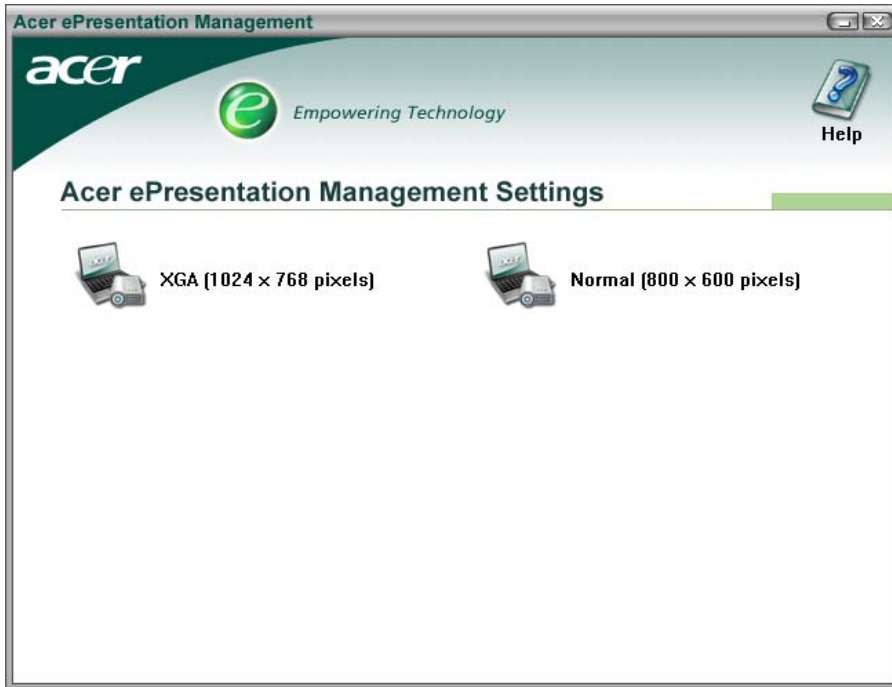 Acer ePresentation Management
acer
e Empowering Technology
Help
Acer ePresentation Management Settings
XGA (1024 x 768 pixels)
Normal (800 x 600 pixels)